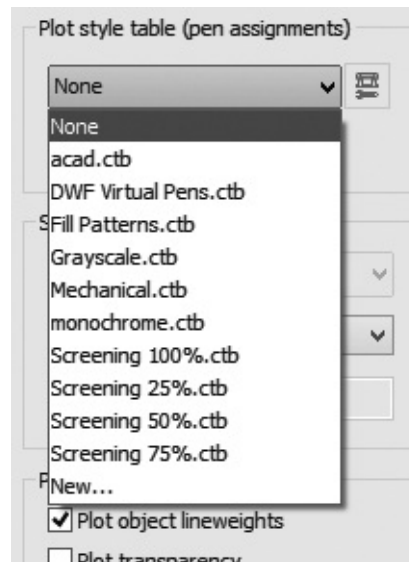 Plot style table (pen assignments)
None
None
acad.ctb
DWF Virtual Pens.ctb
Fill Patterns.ctb
Grayscale.ctb
Mechanical.ctb
monochrome.ctb
Screening 100%.ctb
Screening 25%.ctb
Screening 50%.ctb
Screening 75%.ctb
New...
Plot object lineweights
Plot transparency